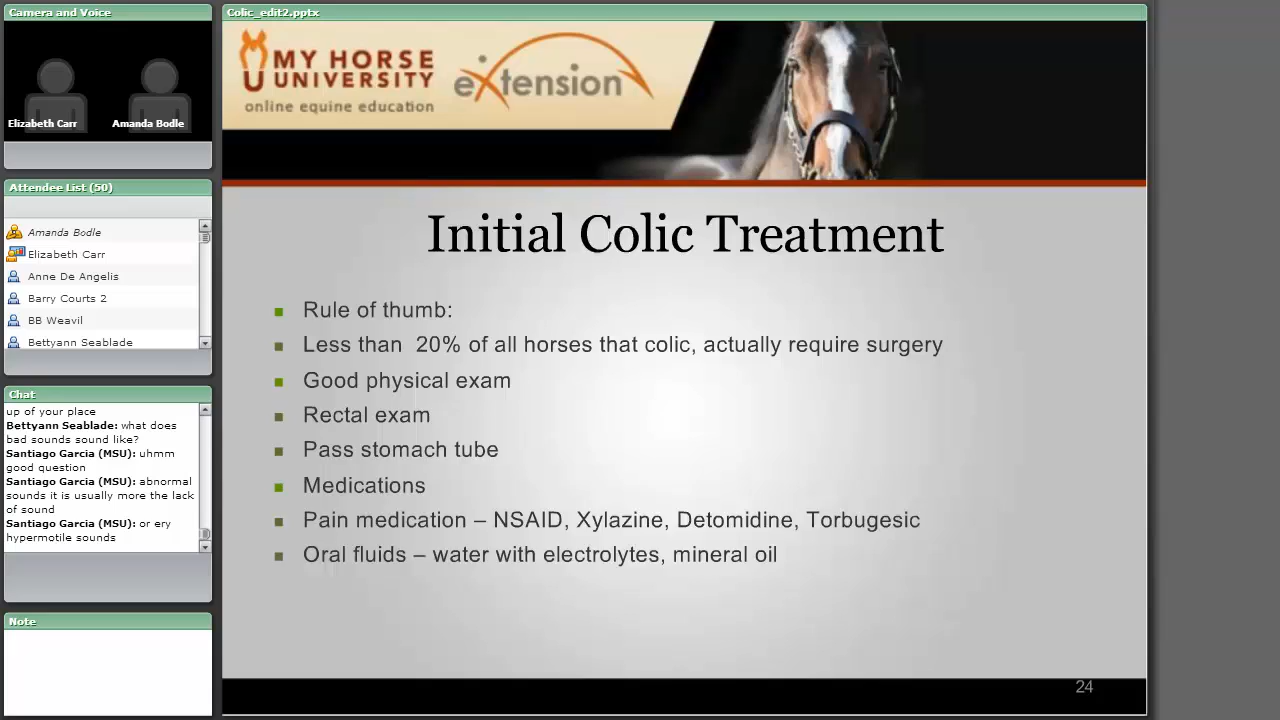 Camera and Voice
Elizabeth Carr
Amanda Bodle
Attendee List (50)
Amanda Bodle
Elizabeth Carr
Anne De Angelis
Barry Courts 2
BB Weavil
Bettyann Seablade
Chat
up of your place
Bettyann Seablade: what does
bad sounds sound like?
Santiago Garcia (MSU): uhmm
good question
Santiago Garcia (MSU): abnormal
sounds it is usually more the lack
of sound
Santiago Garcia (MSU): or ery
hypermotile sounds
Note
Colic_edit2.pptx
MY HORSE
UNIVERSITY
online equine education
eXtension
Initial Colic Treatment
Rule of thumb:
Less than 20% of all horses that colic, actually require surgery
Good physical exam
Rectal exam
Pass stomach tube
Medications
Pain medication – NSAID, Xylazine, Detomidine, Torbugesic
Oral fluids – water with electrolytes, mineral oil
24